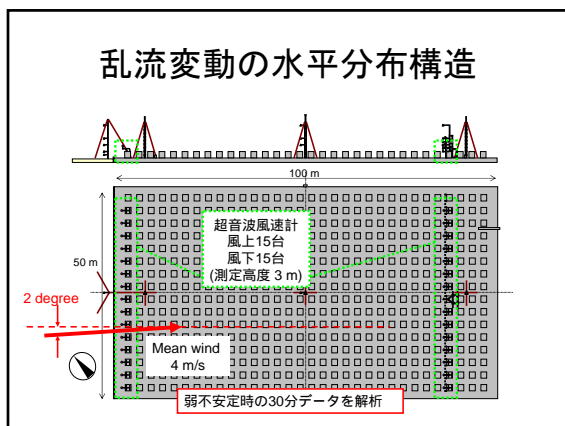 乱流変動の水平分布構造
100 m
超音波風速計
風上15台
風下15台
(測定高度 3 m)
50 m
2 degree
Mean wind
4 m/s
弱不安定時の30分データを解析